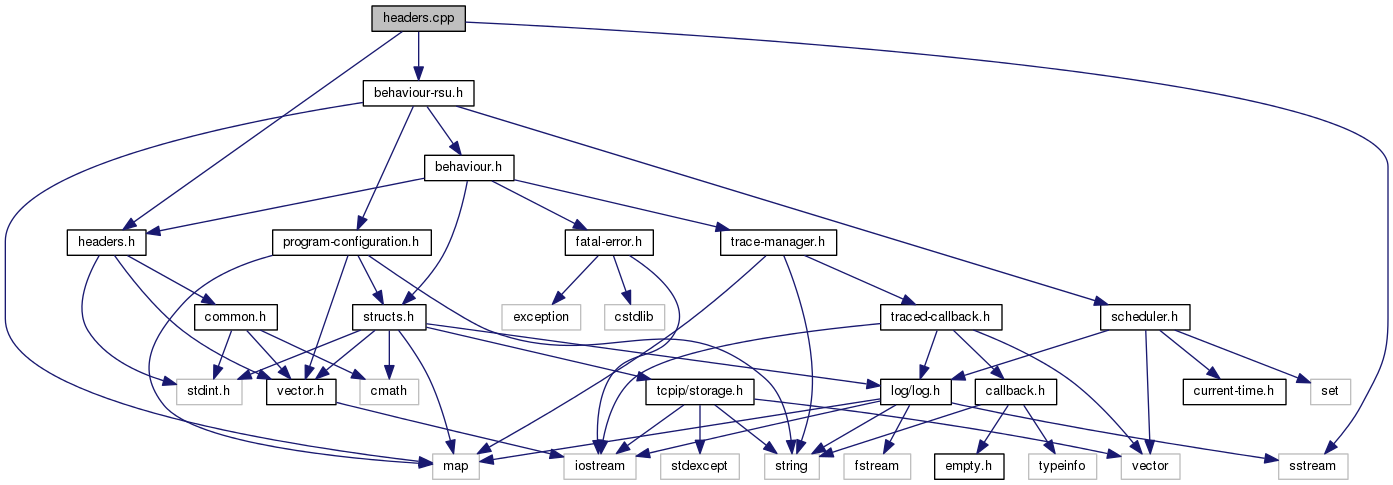 headers.cpp
behaviour-rsu.h
behaviour.h
headers.h
program-configuration.h
fatal-error.h
trace-manager.h
common.h
structs.h
exception
cstdlib
traced-callback.h
scheduler.h
stdint.h
vector.h
cmath
tcpip/storage.h
log/log.h
callback.h
current-time.h
set
map
iostream
stdexcept
string
fstream
empty.h
typeinfo
vector
sstream